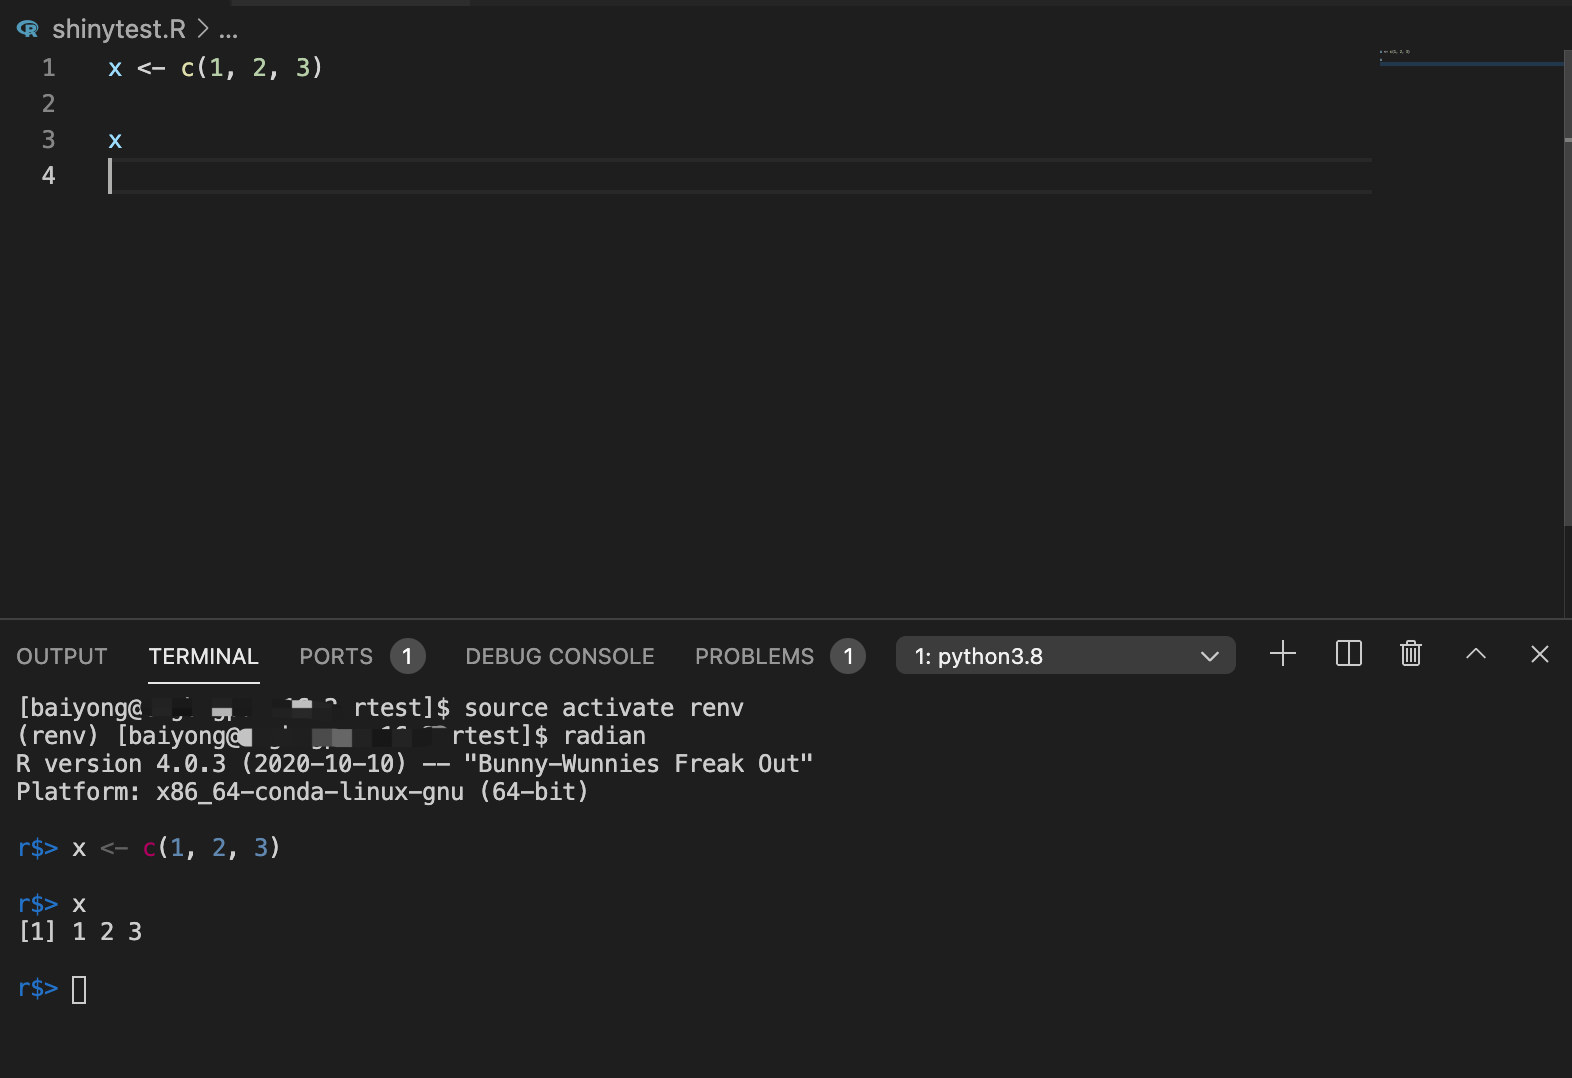 shinytest.R > ...
1 x <- c(1, 2, 3)
2
3 x
4
OUTPUT TERMINAL PORTS 1 DEBUG CONSOLE PROBLEMS 1 1: python3.8
[baiyong@ rtest]$ source activate renv
(renv) [baiyong@ rtest]$ radian
R version 4.0.3 (2020-10-10) -- "Bunny-Wunnies Freak Out"
Platform: x86_64-conda-linux-gnu (64-bit)
r$> x <- c(1, 2, 3)
r$> x
[1] 1 2 3
r$>